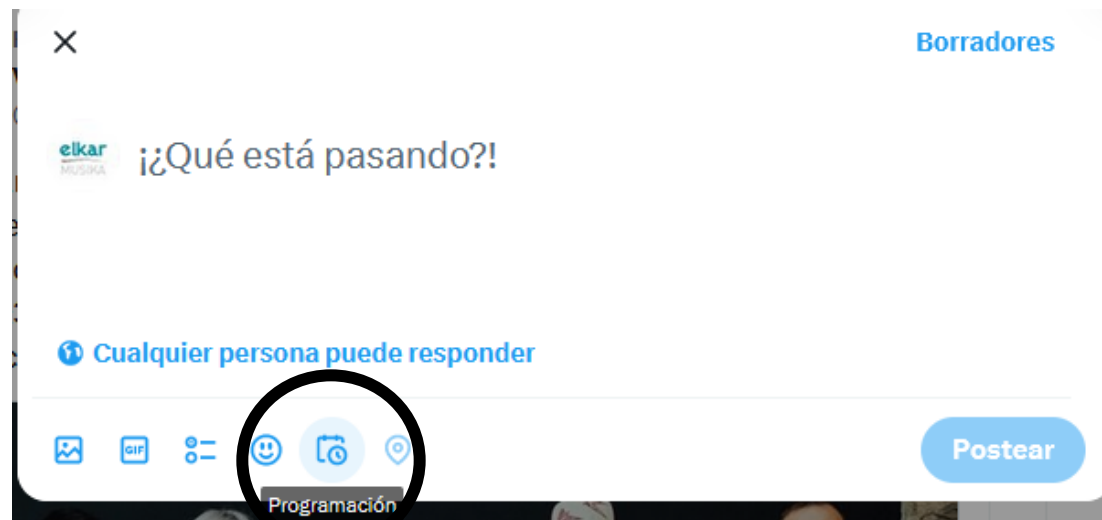 Borradores
elkar
MUSIKA
¡¿Qué está pasando?!
Cualquier persona puede responder
GIF
Postear
Programación